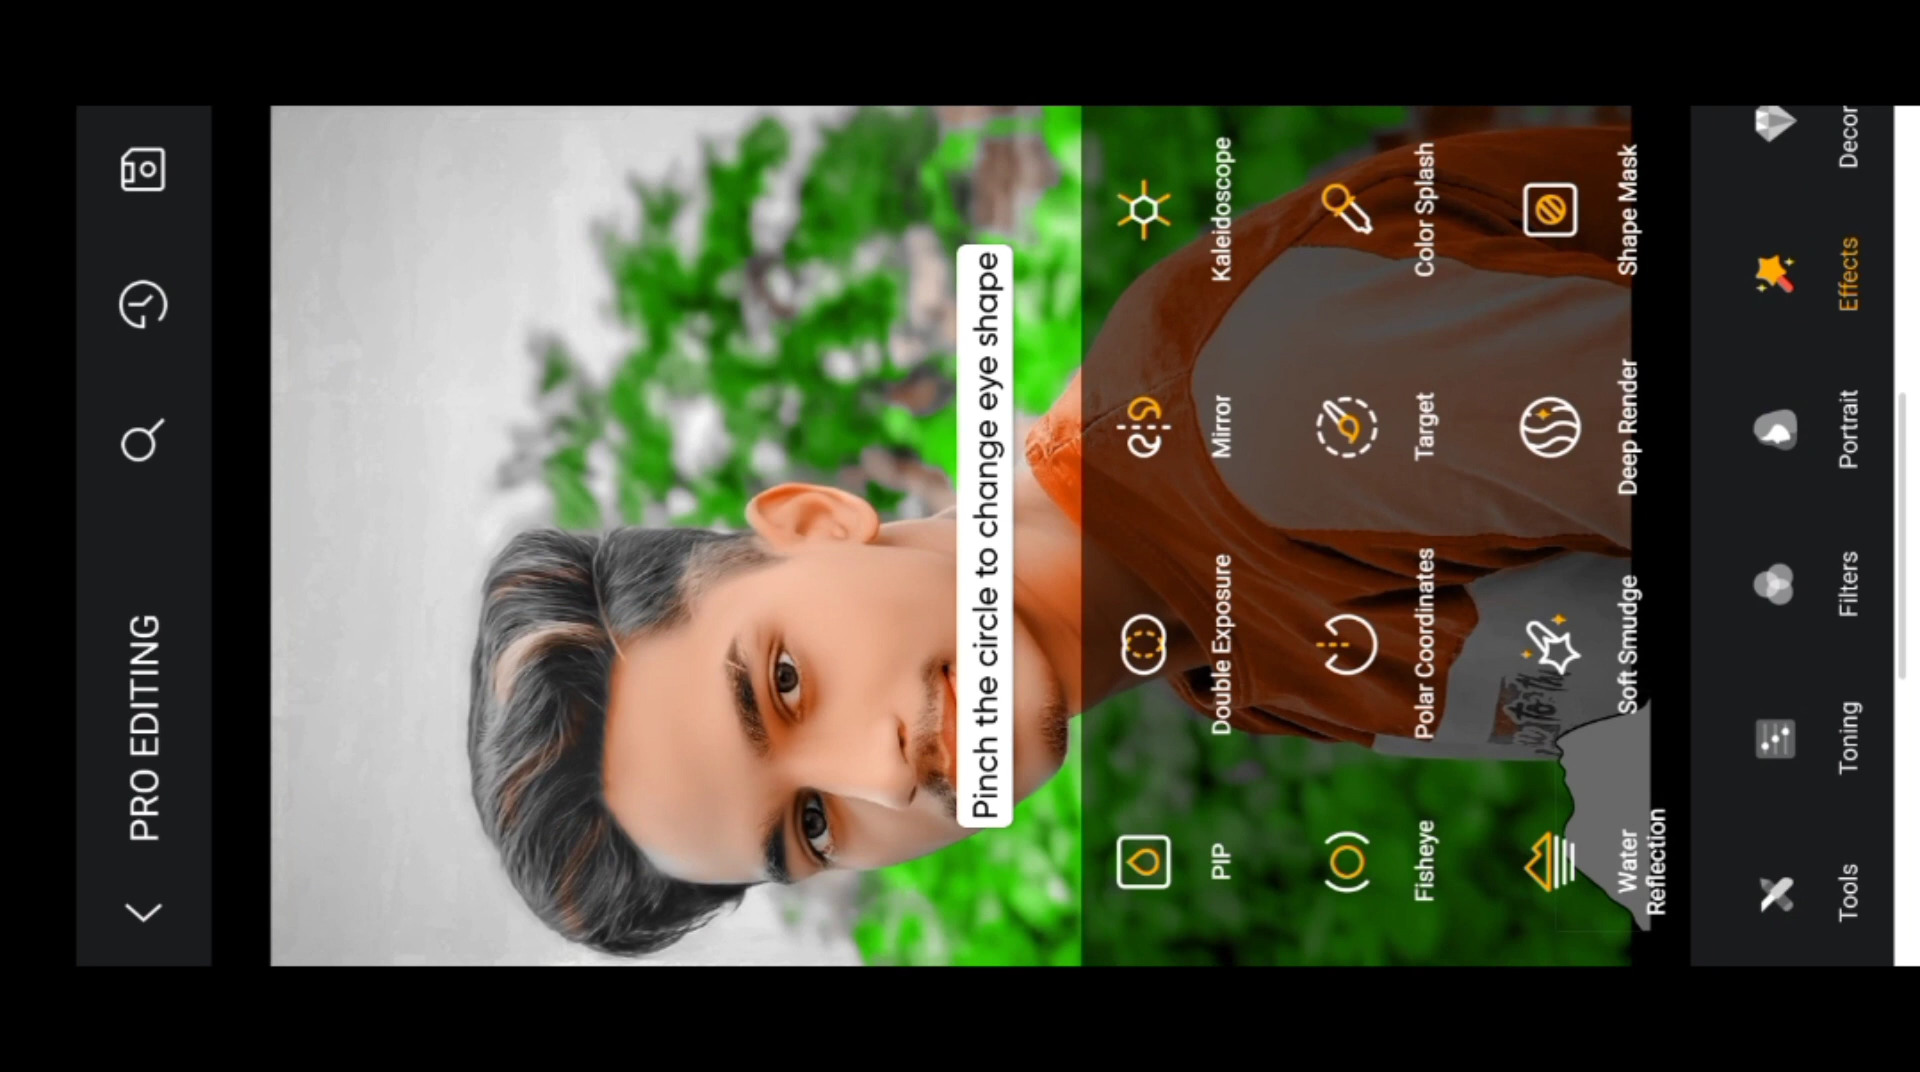 PRO EDITING
Pinch the circle to change eye shape
PIP
Double Exposure
Mirror
Kaleidoscope
Fisheye
Polar Coordinates
Target
Color Splash
Water
Reflection
Soft Smudge
Deep Render
Shape Mask
Tools
Toning
Filters
Portrait
Effects
Decor